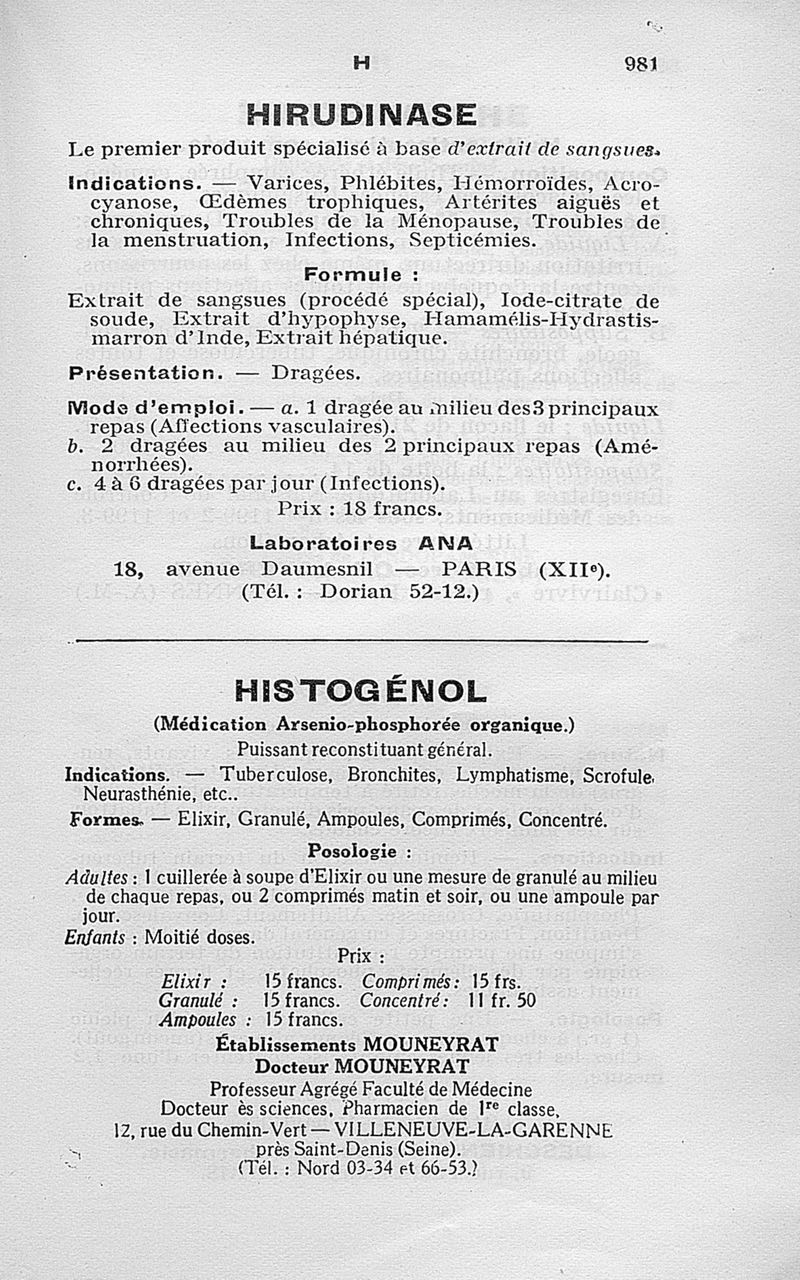 H 981
HIRUDINASE
Le premier produit spécialisé à base d'extrait de sangsues.
Indications. — Varices, Phlébites, Hémorroïdes, Acro-
cyanose, Œdèmes trophiques, Artérites aiguës et
chroniques, Troubles de la Ménopause, Troubles de
la menstruation, Infections, Septicémies.
Formule :
Extrait de sangsues (procédé spécial), Iode-citrate de
soude, Extrait d'hypophyse, Hamamélis-Hydrastis-
marron d'Inde, Extrait hépatique.
Présentation. — Dragées.
Mode d'emploi. — a. 1 dragée au milieu des 3 principaux
repas (Affections vasculaires).
b. 2 dragées au milieu des 2 principaux repas (Amé-
norrhées).
c. 4 à 6 dragées par jour (Infections).
Prix : 18 francs.
Laboratoires ANA
18, avenue Daumesnil — PARIS (XIIe).
(Tél. : Dorian 52-12.)
HISTOGÉNOL
(Médication Arsenio-phosphorée organique.)
Puissant reconstituant général.
Indications. — Tuberculose, Bronchites, Lymphatisme, Scrofule,
Neurasthénie, etc..
Formes. — Elixir, Granulé, Ampoules, Comprimés, Concentré.
Posologie :
Adultes : 1 cuillerée à soupe d'Elixir ou une mesure de granulé au milieu
de chaque repas, ou 2 comprimés matin et soir, ou une ampoule par
jour.
Enfants : Moitié doses.
Prix :
Elixir : 15 francs. Comprimés : 15 frs.
Granulé : 15 francs. Concentré : 11 fr. 50
Ampoules : 15 francs.
Établissements MOUNEYRAT
Docteur MOUNEYRAT
Professeur Agrégé Faculté de Médecine
Docteur ès sciences, Pharmacien de 1re classe,
12, rue du Chemin-Vert — VILLENEUVE-LA-GARENNE
près Saint-Denis (Seine).
(Tél. : Nord 03-34 et 66-53.)